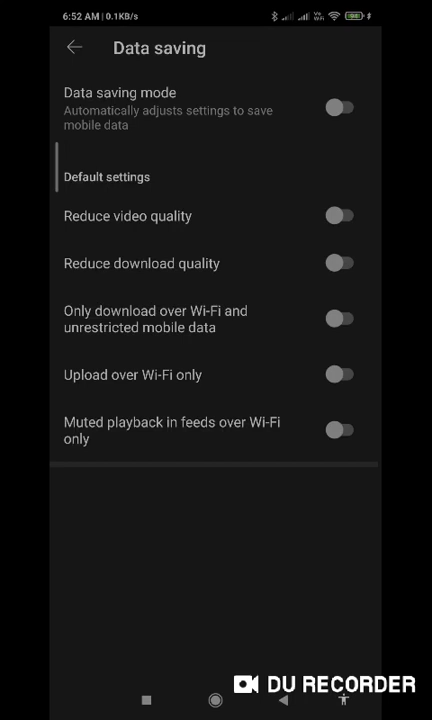 6:52 AM | 0.1KB/s
Data saving
Data saving mode
Automatically adjusts settings to save
mobile data
Default settings
Reduce video quality
Reduce download quality
Only download over Wi-Fi and
unrestricted mobile data
Upload over Wi-Fi only
Muted playback in feeds over Wi-Fi
only
DU RECORDER